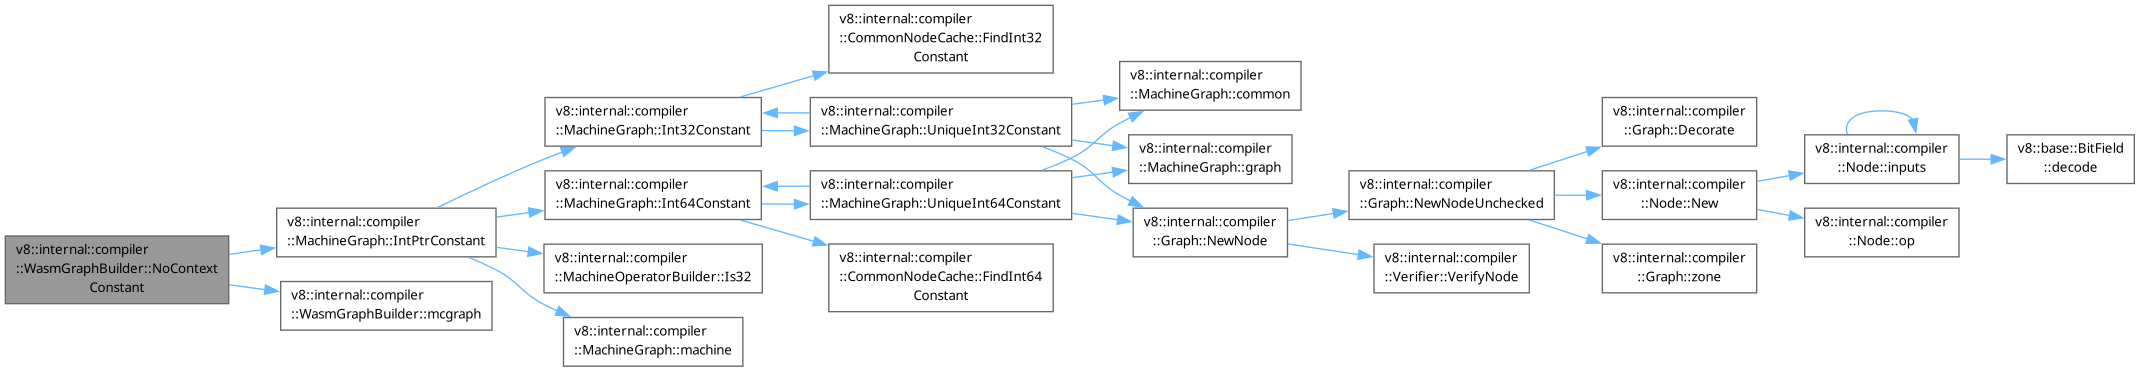 v8::internal::compiler
::WasmGraphBuilder::NoContext
Constant
v8::internal::compiler
::MachineGraph::IntPtrConstant
v8::internal::compiler
::WasmGraphBuilder::mcgraph
v8::internal::compiler
::MachineGraph::Int32Constant
v8::internal::compiler
::MachineGraph::Int64Constant
v8::internal::compiler
::MachineOperatorBuilder::Is32
v8::internal::compiler
::MachineGraph::machine
v8::internal::compiler
::CommonNodeCache::FindInt32
Constant
v8::internal::compiler
::MachineGraph::UniqueInt32Constant
v8::internal::compiler
::MachineGraph::UniqueInt64Constant
v8::internal::compiler
::CommonNodeCache::FindInt64
Constant
v8::internal::compiler
::MachineGraph::common
v8::internal::compiler
::MachineGraph::graph
v8::internal::compiler
::Graph::NewNode
v8::internal::compiler
::Graph::NewNodeUnchecked
v8::internal::compiler
::Verifier::VerifyNode
v8::internal::compiler
::Graph::Decorate
v8::internal::compiler
::Node::New
v8::internal::compiler
::Graph::zone
v8::internal::compiler
::Node::inputs
v8::internal::compiler
::Node::op
v8::base::BitField
::decode